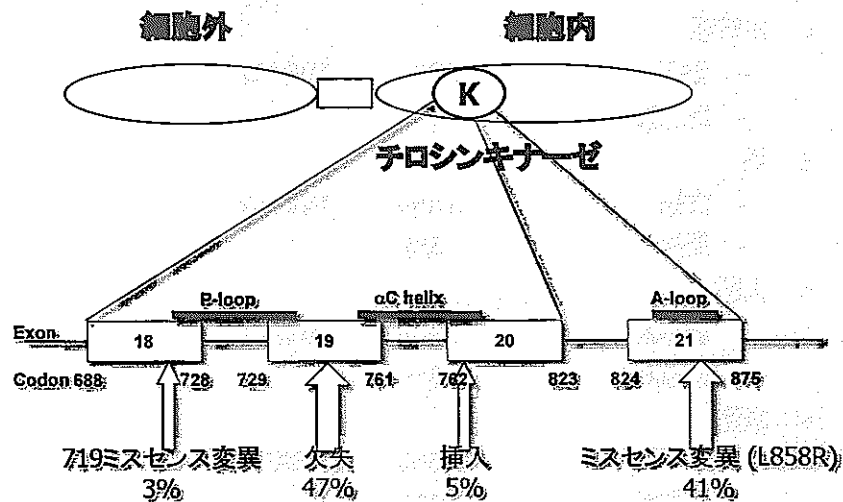 細胞外 細胞内
K
チロシンキナーゼ
P-loop αC helix A-loop
Exon 18 19 20 21
Codon 688 728 729 761 762 823 824 875
719ミスセンス変異 欠失 挿入 ミスセンス変異 (L858R)
3% 47% 5% 41%